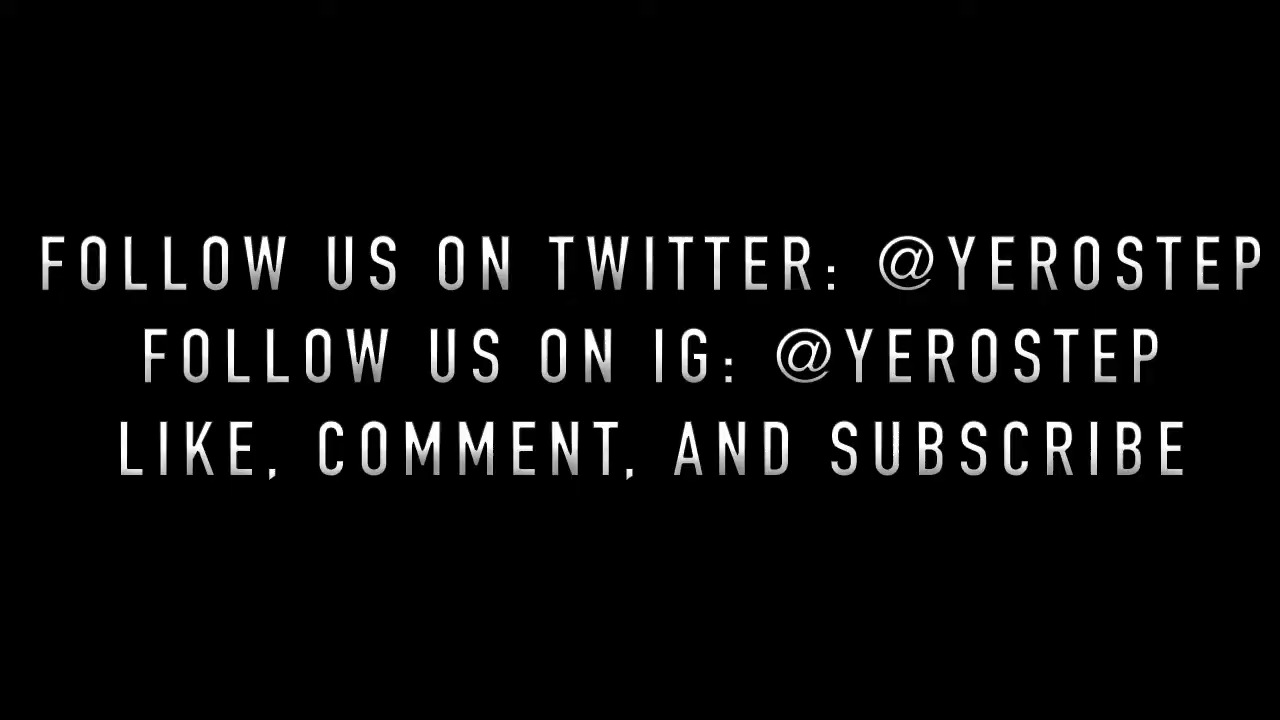 FOLLOW US ON TWITTER: @YEROSTEP
FOLLOW US ON IG: @YEROSTEP
LIKE, COMMENT, AND SUBSCRIBE